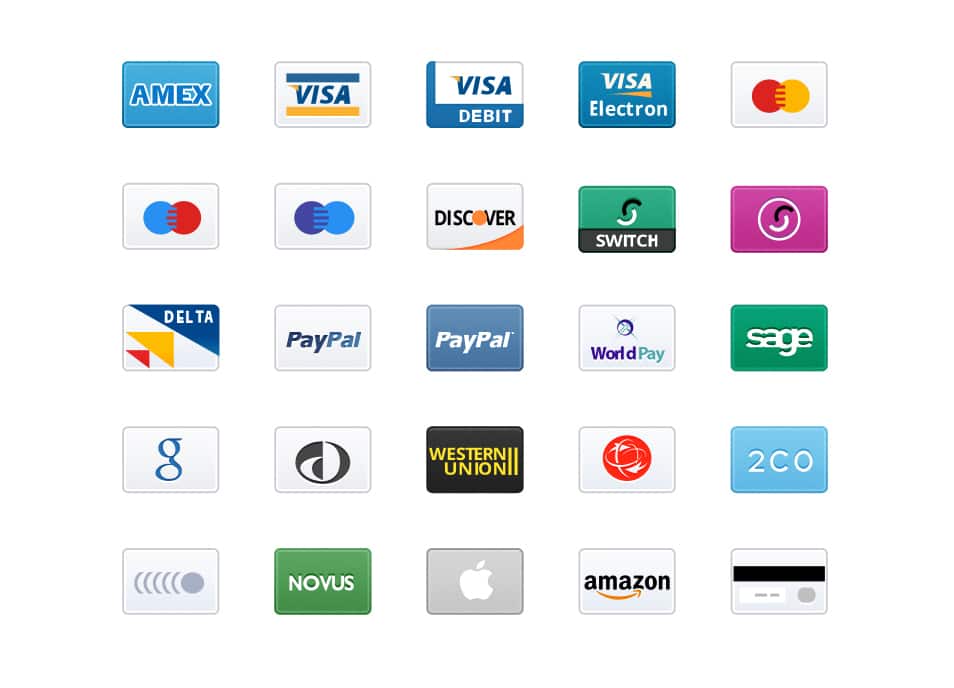 AMEX
VISA
VISA
DEBIT
VISA
Electron
DISCOVER
SWITCH
DELTA
PayPal
PayPal
WorldPay
sage
g
WESTERN
UNION
2CO
NOVUS
amazon